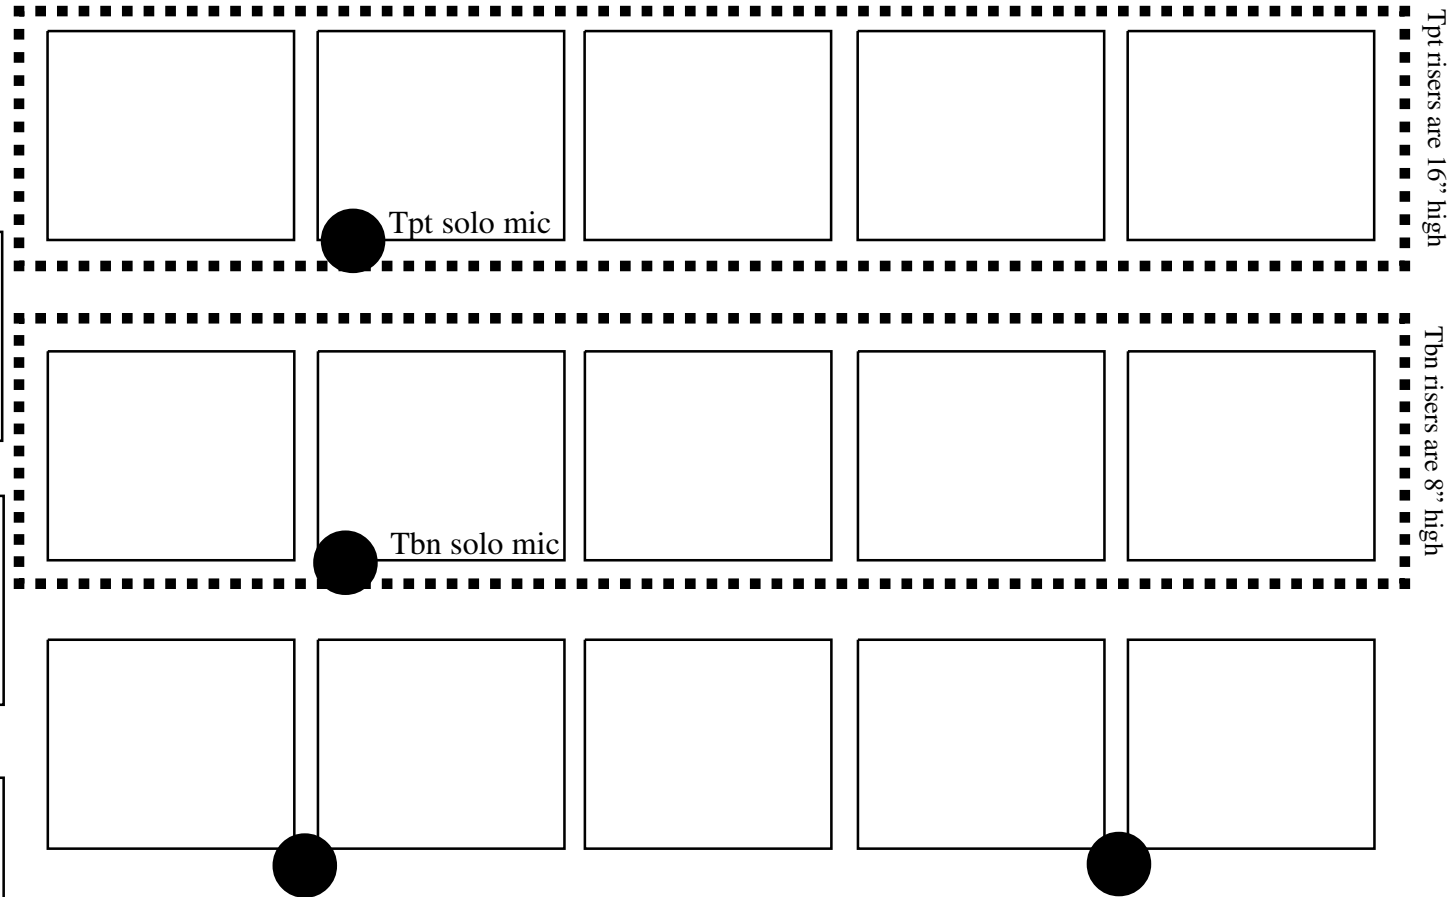 Tpt risers are 16” high
Tpt solo mic
Tbn risers are 8” high
Tbn solo mic